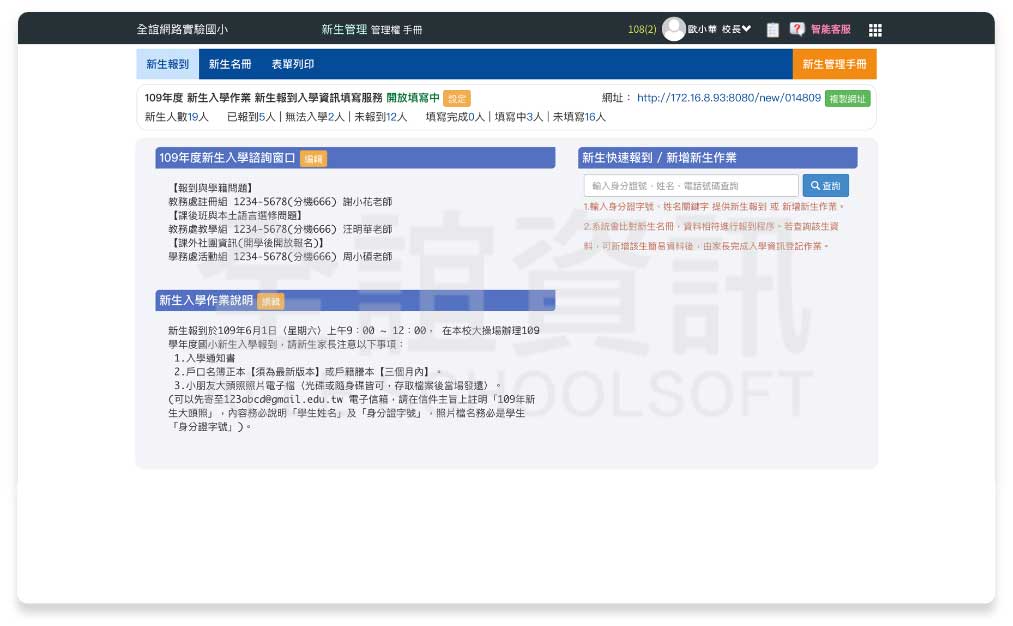 全誼網路實驗國小 新生管理 管理權 手冊 108(2) 歐小華 校長 智能客服
新生報到 新生名冊 表單列印 新生管理手冊
109年度 新生入學作業 新生報到入學資訊填寫服務 開放填寫中 設定 網址： http://172.16.8.93:8080/new/014809 複製網址
新生人數19人 已報到5人 | 無法入學2人 | 未報到12人 填寫完成0人 | 填寫中3人 | 未填寫16人
109年度新生入學諮詢窗口 編輯
【報到與學籍問題】
教務處註冊組 1234-5678(分機666) 謝小花老師
【課後班與本土語言選修問題】
教務處教學組 1234-5678(分機666) 汪明華老師
【課外社團資訊(開學後開放報名)】
學務處活動組 1234-5678(分機666) 周小碩老師
新生入學作業說明 編輯
新生報到於109年6月1日（星期六）上午9：00 ~ 12：00， 在本校大操場辦理109
學年度國小新生入學報到，請新生家長注意以下事項：
1.入學通知書
2.戶口名簿正本【須為最新版本】或戶籍謄本【三個月內】。
3.小朋友大頭照照片電子檔（光碟或隨身碟皆可，存取檔案後當場發還）。
(可以先寄至123abcd@gmail.edu.tw 電子信箱，請在信件主旨上註明「109年新
生大頭照」，內容務必說明「學生姓名」及「身分證字號」，照片檔名務必是學生
「身分證字號」)。
新生快速報到 / 新增新生作業
輸入身分證號、姓名、電話號碼查詢 查詢
1.輸入身分證字號、姓名關鍵字 提供新生報到 或 新增新生作業。
2.系統會比對新生名冊，資料相符進行報到程序。若查詢該生資
料，可新增該生簡易資料後，由家長完成入學資訊登記作業。
全誼資訊
SCHOOLSOFT